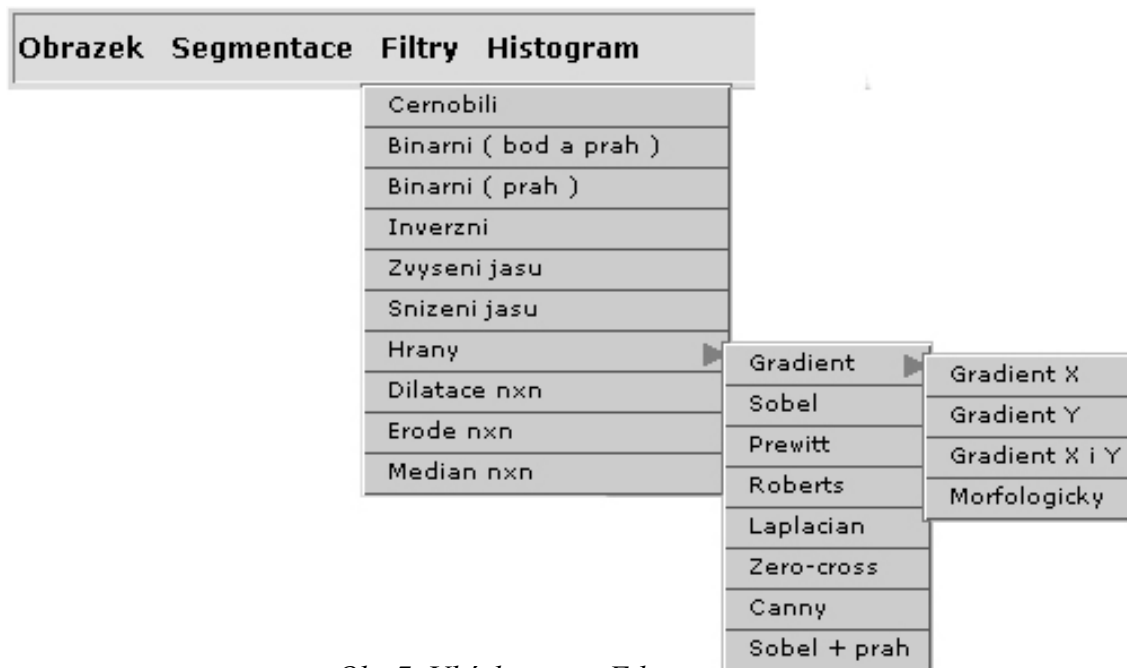 Obrazek Segmentace Filtry Histogram
Cernobili
Binarni ( bod a prah )
Binarni ( prah )
Inverzni
Zvyseni jasu
Snizeni jasu
Hrany
Dilatace nxn
Erode nxn
Median nxn
Gradient
Sobel
Prewitt
Roberts
Laplacian
Zero-cross
Canny
Sobel + prah
Gradient X
Gradient Y
Gradient X i Y
Morfologicky